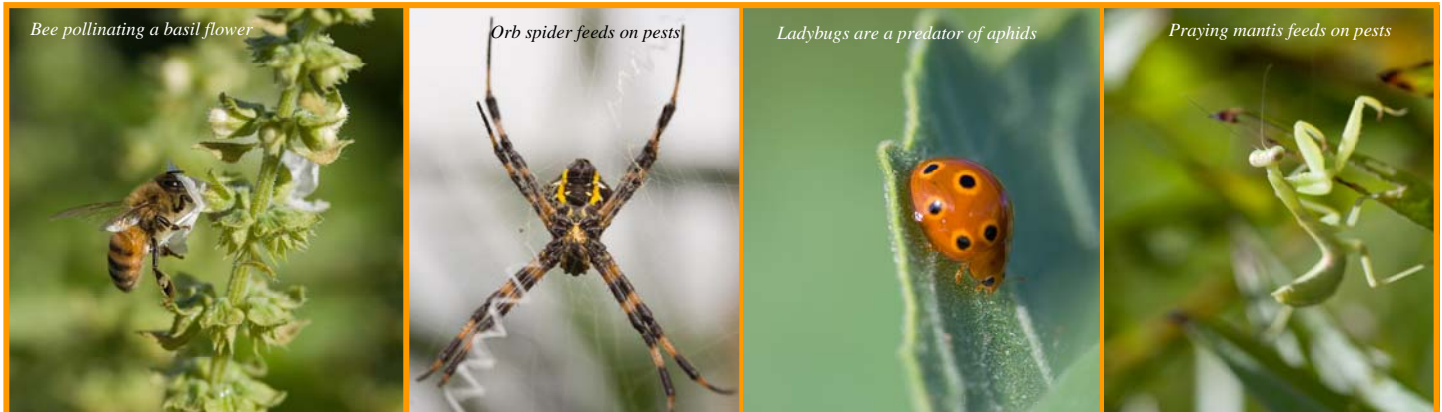 Bee pollinating a basil flower
Orb spider feeds on pests
Ladybugs are a predator of aphids
Praying mantis feeds on pests